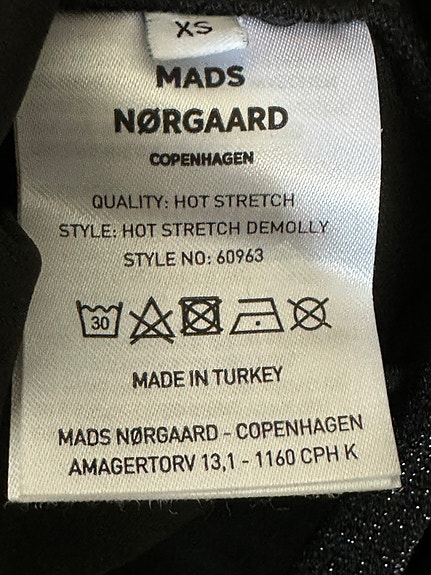 XS
MADS
NØRGAARD
COPENHAGEN
QUALITY: HOT STRETCH
STYLE: HOT STRETCH DEMOLLY
STYLE NO: 60963
30
MADE IN TURKEY
MADS NØRGAARD - COPENHAGEN
AMAGERTORV 13,1 - 1160 CPH K